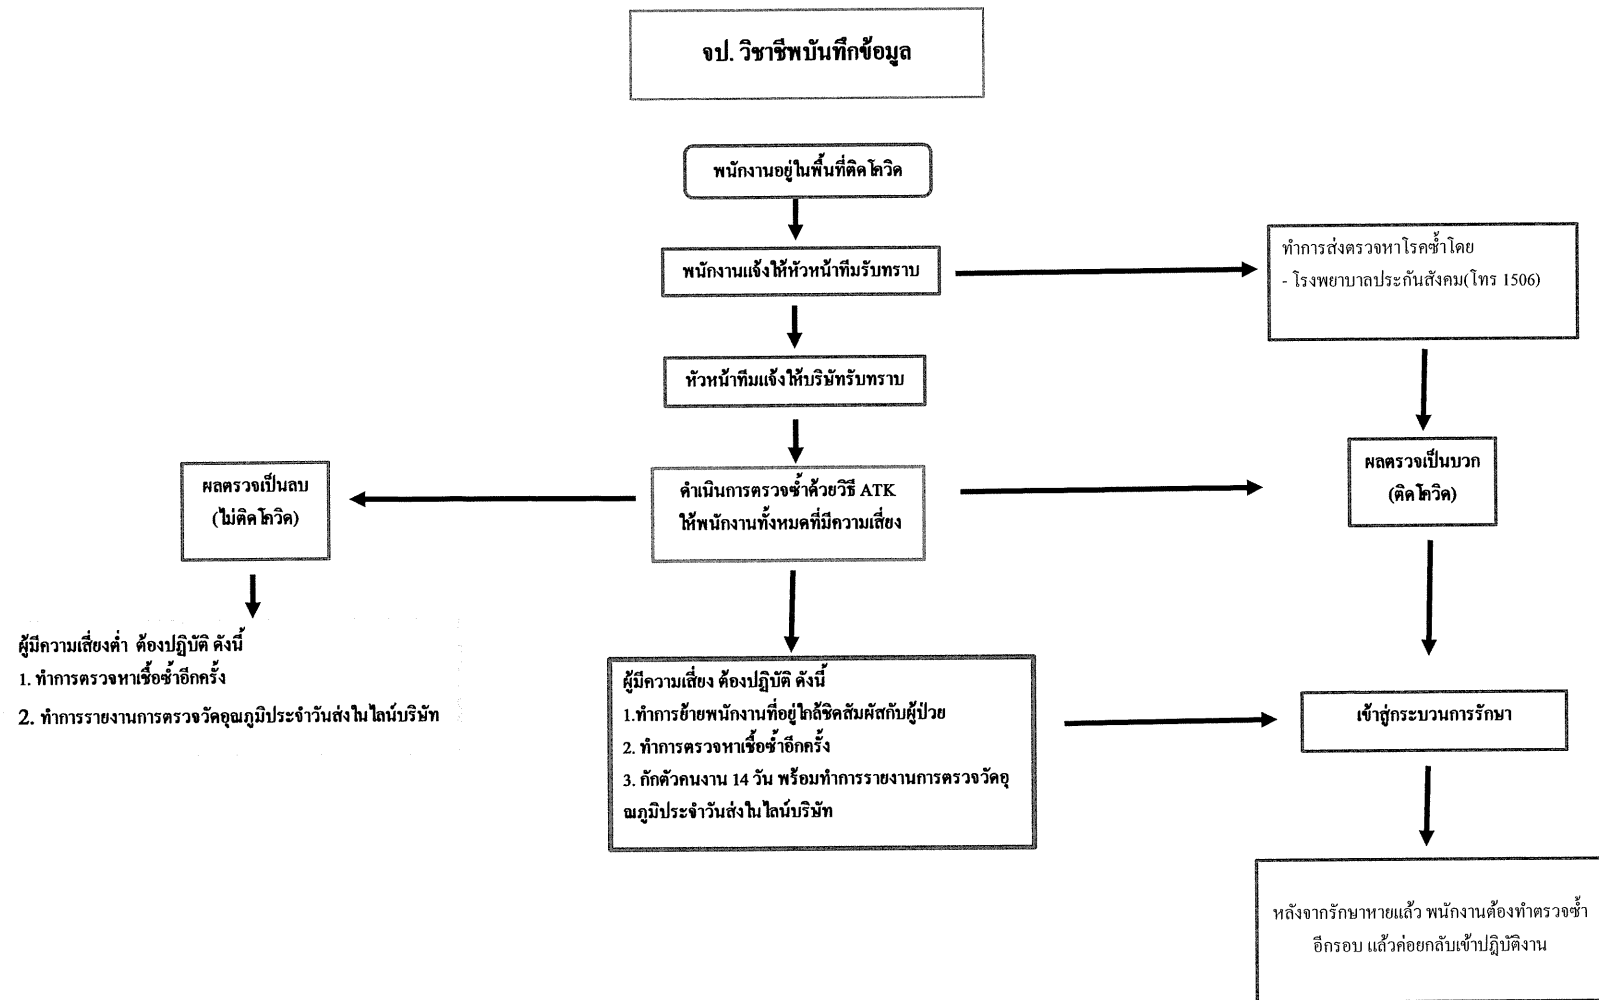 จป. วิชาชีพบันทึกข้อมูล
พนักงานอยู่ในพื้นที่ติดโควิด
พนักงานแจ้งให้หัวหน้าทีมรับทราบ
ทำการส่งตรวจหาโรคซ้ำโดย
- โรงพยาบาลประกันสังคม(โทร 1506)
หัวหน้าทีมแจ้งให้บริษัทรับทราบ
ผลตรวจเป็นลบ
(ไม่ติดโควิด)
ดำเนินการตรวจซ้ำด้วยวิธี ATK
ให้พนักงานทั้งหมดที่มีความเสี่ยง
ผลตรวจเป็นบวก
(ติดโควิด)
ผู้มีความเสี่ยงต่ำ ต้องปฏิบัติ ดังนี้
1. ทำการตรวจหาเชื้อซ้ำอีกครั้ง
2. ทำการรายงานการตรวจวัดอุณภูมิประจำวันส่งในไลน์บริษัท
ผู้มีความเสี่ยง ต้องปฏิบัติ ดังนี้
1.ทำการย้ายพนักงานที่อยู่ใกล้ชิดสัมผัสกับผู้ป่วย
2. ทำการตรวจหาเชื้อซ้ำอีกครั้ง
3. กักตัวคนงาน 14 วัน พร้อมทำการรายงานการตรวจวัดอุ
ณภูมิประจำวันส่งในไลน์บริษัท
เข้าสู่กระบวนการรักษา
หลังจากรักษาหายแล้ว พนักงานต้องทำตรวจซ้ำ
อีกรอบ แล้วค่อยกลับเข้าปฎิบัติงาน